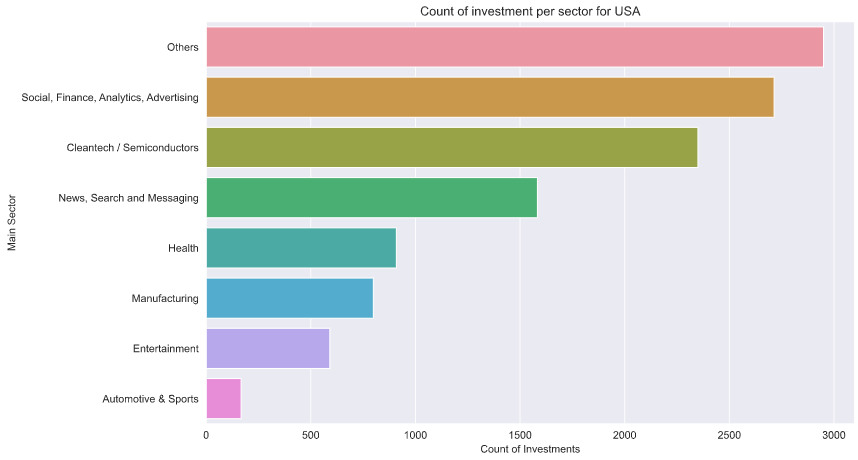 Count of investment per sector for USA
Main Sector
Others
Social, Finance, Analytics, Advertising
Cleantech / Semiconductors
News, Search and Messaging
Health
Manufacturing
Entertainment
Automotive & Sports
0 500 1000 1500 2000 2500 3000
Count of Investments